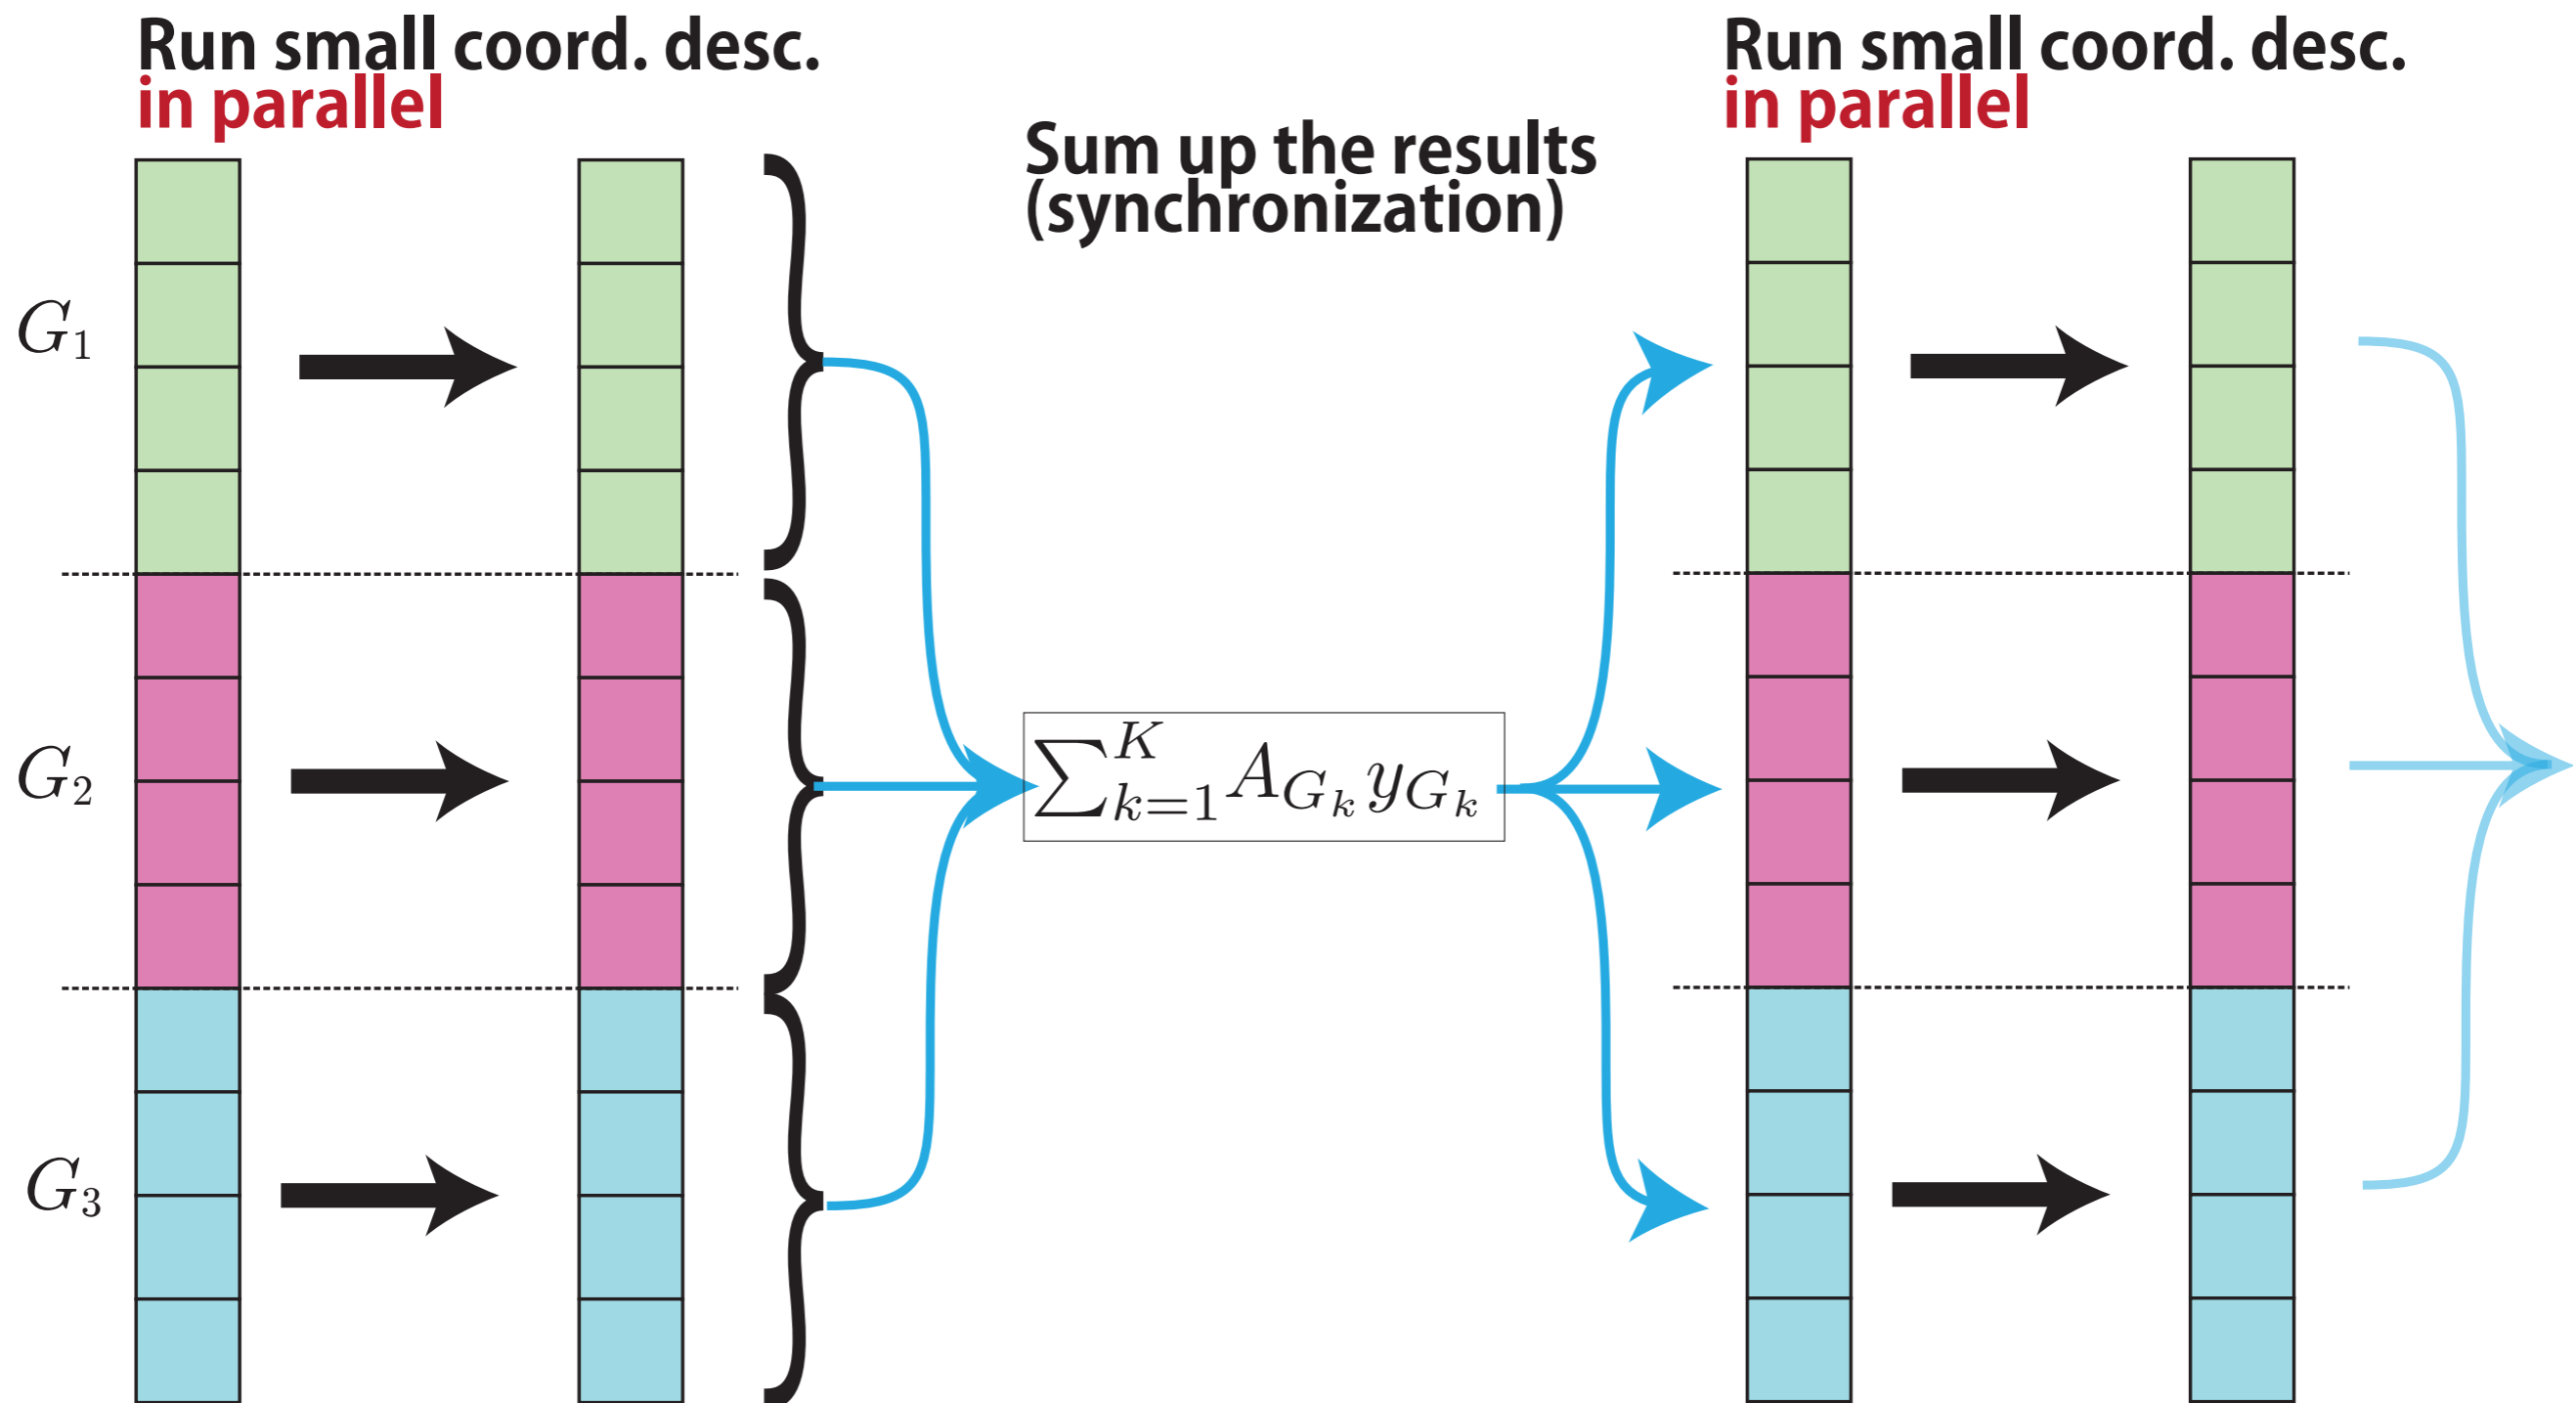 Run small coord. desc.
in parallel
Sum up the results
(synchronization)
Run small coord. desc.
in parallel
G₁
G₂
G₃
∑_{k=1}^{K} A_{G_k} y_{G_k}